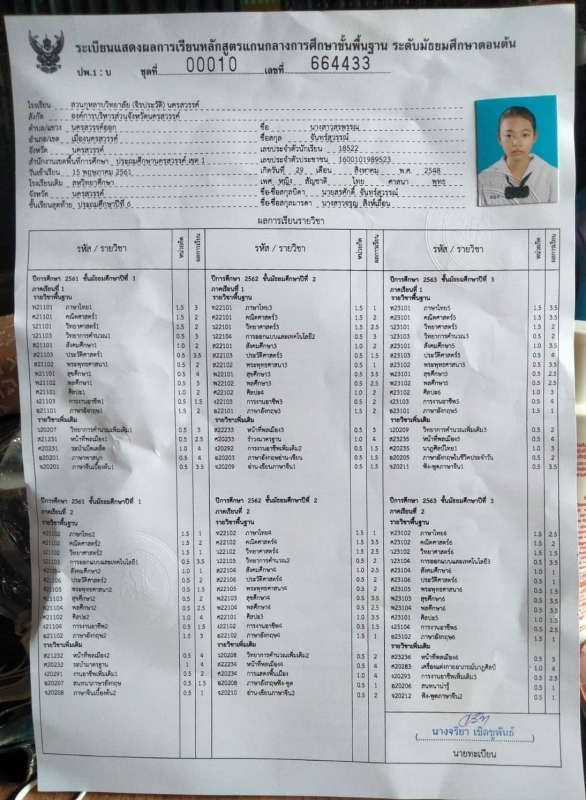 ระเบียนแสดงผลการเรียนหลักสูตรแกนกลางการศึกษาขั้นพื้นฐาน ระดับมัธยมศึกษาตอนต้น
ปพ.1 : บ ชุดที่ 00010 เลขที่ 664433
โรงเรียน สวนกุหลาบวิทยาลัย (จิรประวัติ) นครสวรรค์
สังกัด องค์การบริหารส่วนจังหวัดนครสวรรค์
ตำบล/แขวง นครสวรรค์ออก
อำเภอ/เขต เมืองนครสวรรค์
จังหวัด นครสวรรค์
สำนักงานเขตพื้นที่การศึกษา ประถมศึกษานครสวรรค์ เขต 1
วันเข้าเรียน 15 พฤษภาคม 2561
โรงเรียนเดิม สหวิทยศึกษา
จังหวัด นครสวรรค์
ชั้นเรียนสุดท้าย ประถมศึกษาปีที่ 6
ชื่อ นางสาวสรพรรณ
ชื่อสกุล จันทร์สุวรรณ์
เลขประจำตัวนักเรียน 18522
เลขประจำตัวประชาชน 1600101989523
เกิดวันที่ 29 เดือน สิงหาคม พ.ศ. 2548
เพศ หญิง สัญชาติ ไทย ศาสนา พุทธ
ชื่อ-ชื่อสกุลบิดา นายสุรศักดิ์ จันทร์สุวรรณ์
ชื่อ-ชื่อสกุลมารดา นางสาวจรูญ สิงห์เถื่อน
ผลการเรียนรายวิชา
รหัส / รายวิชา หน่วยกิต ผลการเรียน
รหัส / รายวิชา หน่วยกิต ผลการเรียน
รหัส / รายวิชา หน่วยกิต ผลการเรียน
ปีการศึกษา 2561 ชั้นมัธยมศึกษาปีที่ 1
ภาคเรียนที่ 1
รายวิชาพื้นฐาน
ท21101 ภาษาไทย1 1.5 3
ค21101 คณิตศาสตร์1 1.5 2
ว21101 วิทยาศาสตร์1 1.5 2
ว21103 วิทยาการคำนวณ1 0.5 3
ส21101 สังคมศึกษา1 1.0 2
ส21103 ประวัติศาสตร์1 0.5 3.5
ส21102 พระพุทธศาสนา1 0.5 2
พ21101 สุขศึกษา1 0.5 4
พ21102 พลศึกษา1 0.5 3
ศ21101 ศิลปะ1 1.0 2
ง21103 การงานอาชีพ1 0.5 1
อ21101 ภาษาอังกฤษ1 1.5 2
รายวิชาเพิ่มเติม
ว20207 วิทยาการคำนวณเพิ่มเติม1 0.5 3
ส21231 หน้าที่พลเมือง1 0.5 2.5
ศ20231 ระบำเบ็ดเตล็ด 1.0 4
อ20201 ภาษาพาสนุก 0.5 4
จ20201 ภาษาจีนเบื้องต้น1 0.5 3.5
ปีการศึกษา 2561 ชั้นมัธยมศึกษาปีที่ 1
ภาคเรียนที่ 2
รายวิชาพื้นฐาน
ท21102 ภาษาไทย2 1.5 1
ค21102 คณิตศาสตร์2 1.5 2
ว21102 วิทยาศาสตร์2 1.5 1
การออกแบบและเทคโนโลยี1
สังคมศึกษา2 1.0 1
ประวัติศาสตร์2 0.5 2
พระพุทธศาสนา2 0.5 1.5
สุขศึกษา2 0.5 2
พลศึกษา2 0.5 2.5
ศิลปะ2 1.0 4
การงานอาชีพ2 0.5 1.5
อ21102 ภาษาอังกฤษ2 1.5 3
รายวิชาเพิ่มเติม
ส21232 หน้าที่พลเมือง2 0.5 4
ศ20232 ระบำมาตรฐาน 1 4
ง20291 งานอาชีพเพิ่มเติม1 0.5 2
อ20207 สนทนาภาษาอังกฤษ 0.5 1.5
จ20208 ภาษาจีนเบื้องต้น2 0.5 1
ปีการศึกษา 2562 ชั้นมัธยมศึกษาปีที่ 2
ภาคเรียนที่ 1
รายวิชาพื้นฐาน
ท22101 ภาษาไทย3 1.5 1
ค22101 คณิตศาสตร์3 1.5 2
ว22101 วิทยาศาสตร์3 1.5 2.5
ว22104 การออกแบบและเทคโนโลยี2 0.5 3
ส22101 สังคมศึกษา3 1.0 2
ส22103 ประวัติศาสตร์3 0.5 1.5
ส22102 พระพุทธศาสนา3 0.5 1
พ22101 สุขศึกษา3 0.5 3.5
พ22102 พลศึกษา3 0.5 2.5
ศ22101 ศิลปะ3 1.0 2
ง22103 การงานอาชีพ3 0.5 2
อ22101 ภาษาอังกฤษ3 1.5 2
รายวิชาเพิ่มเติม
ส22233 หน้าที่พลเมือง3 0.5 4
ศ20233 รำวงมาตรฐาน 1.0 4
ง20292 การงานอาชีพเพิ่มเติม2 0.5 1.5
อ20203 ภาษาอังกฤษอ่าน-เขียน 0.5 1.5
จ20209 อ่าน-เขียนภาษาจีน1 0.5 2
ปีการศึกษา 2562 ชั้นมัธยมศึกษาปีที่ 2
ภาคเรียนที่ 2
รายวิชาพื้นฐาน
ท22102 ภาษาไทย4 1.5 1
ค22102 คณิตศาสตร์4 1.5 3.5
ว22102 วิทยาศาสตร์4 1.5 2.5
ว22103 วิทยาการคำนวณ2 0.5 1
ส22104 สังคมศึกษา4 1.0 2.5
ส22106 ประวัติศาสตร์4 0.5 2
ส22105 พระพุทธศาสนา4 0.5 2
พ22103 สุขศึกษา4 0.5 3.5
พ22104 พลศึกษา4 0.5 2.5
ศ22102 ศิลปะ4 1.0 3.5
ง22104 การงานอาชีพ4 0.5 1.5
อ22102 ภาษาอังกฤษ4 1.5 1
รายวิชาเพิ่มเติม
ว20208 วิทยาการคำนวณเพิ่มเติม2 0.5 2
ส22234 หน้าที่พลเมือง4 0.5 4
ศ20234 การแสดงพื้นเมือง 1.0 4
อ20208 ภาษาอังกฤษฟัง-พูด 0.5 1
จ20210 อ่าน-เขียนภาษาจีน2 0.5 2
ปีการศึกษา 2563 ชั้นมัธยมศึกษาปีที่ 3
ภาคเรียนที่ 1
รายวิชาพื้นฐาน
ท23101 ภาษาไทย5 1.5 3.5
ค23101 คณิตศาสตร์5 1.5 3.5
ว23101 วิทยาศาสตร์5 1.5 2
ว23103 วิทยาการคำนวณ3 0.5 2
ส23101 สังคมศึกษา5 1.0 3.5
ส23103 ประวัติศาสตร์5 0.5 4
ส23102 พระพุทธศาสนา5 0.5 1
พ23101 สุขศึกษา5 0.5 2.5
พ23102 พลศึกษา5 0.5 2.5
ศ23102 ศิลปะ6 1.0 3
ง23103 การงานอาชีพ5 0.5 1
อ23101 ภาษาอังกฤษ5 1.5 1
รายวิชาเพิ่มเติม
ว20209 วิทยาการคำนวณเพิ่มเติม3 0.5 2
ส23235 หน้าที่พลเมือง5 0.5 4
ศ20235 นาฏศิลป์ไทย1 1.0 3
อ20205 ภาษาอังกฤษในชีวิตประจำวัน 0.5 2
จ20211 ฟัง-พูดภาษาจีน1 0.5 3.5
ปีการศึกษา 2563 ชั้นมัธยมศึกษาปีที่ 3
ภาคเรียนที่ 2
รายวิชาพื้นฐาน
ท23102 ภาษาไทย6 1.5 2.5
ค23102 คณิตศาสตร์6 1.5 2
ว23102 วิทยาศาสตร์6 1.5 2.5
ว23104 การออกแบบและเทคโนโลยี3 0.5 3.5
ส23104 สังคมศึกษา6 1.0 1
ส23106 ประวัติศาสตร์6 0.5 1
ส23105 พระพุทธศาสนา6 0.5 3.5
พ23103 สุขศึกษา6 0.5 3.5
พ23104 พลศึกษา6 0.5 2.5
ศ23101 ศิลปะ5 1.0 3.5
ง23104 การงานอาชีพ6 0.5 2.5
อ23102 ภาษาอังกฤษ6 1.5 1
รายวิชาเพิ่มเติม
ส23236 หน้าที่พลเมือง6 0.5 3
ศ20283 เครื่องแต่งกายอาภรณ์นาฏศิลป์ 1.0 4
ง20293 การงานอาชีพเพิ่มเติม3 0.5 2.5
อ20206 สนทนาน่ารู้ 0.5 1
จ20212 ฟัง-พูดภาษาจีน2 0.5 1
นางจริยา เชิดชูพันธ์
นายทะเบียน